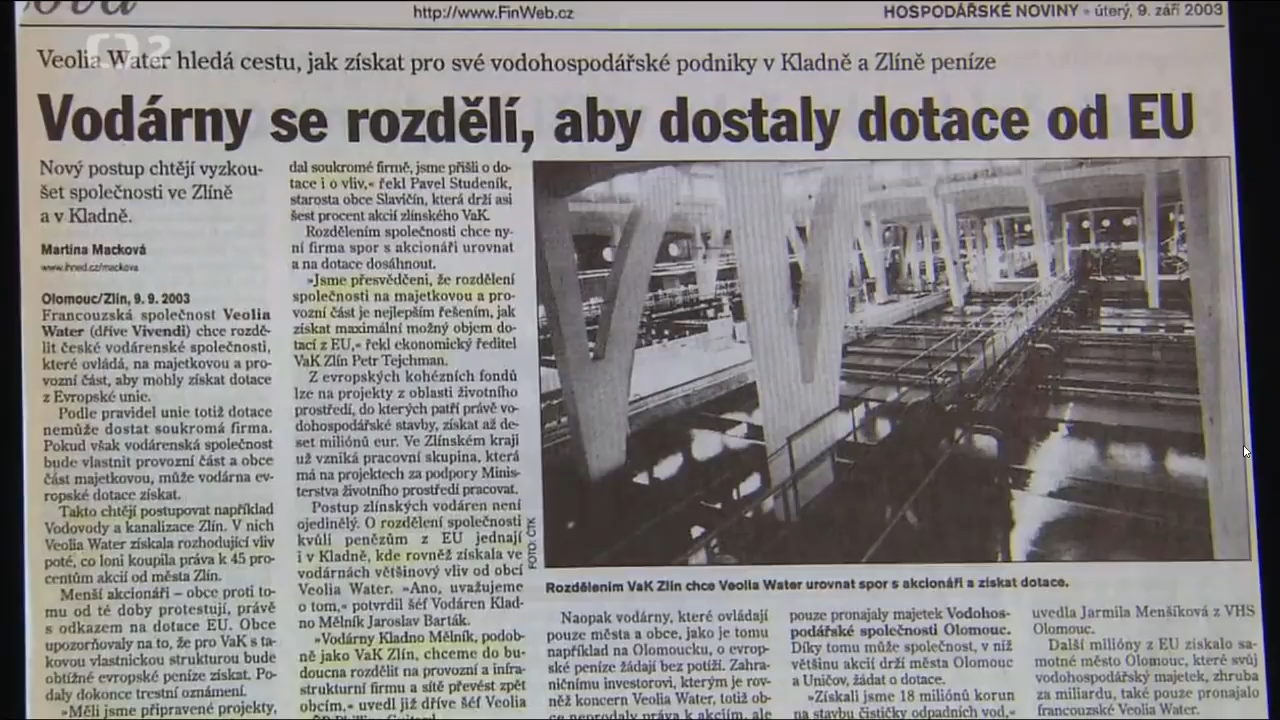 ova
http://www.FinWeb.cz
HOSPODÁŘSKÉ NOVINY • úterý, 9. září 2003
2
Veolia Water hledá cestu, jak získat pro své vodohospodářské podniky v Kladně a Zlíně peníze
Vodárny se rozdělí, aby dostaly dotace od EU
Nový postup chtějí vyzkou-
šet společnosti ve Zlíně
a v Kladně.
Martina Macková
www.ihned.cz/mackova
Olomouc/Zlín, 9. 9. 2003
Francouzská společnost Veolia
Water (dříve Vivendi) chce rozdě-
lit české vodárenské společnosti,
které ovládá, na majetkovou a pro-
vozní část, aby mohly získat dotace
z Evropské unie.
Podle pravidel unie totiž dotace
nemůže dostat soukromá firma.
Pokud však vodárenská společnost
bude vlastnit provozní část a obce
část majetkovou, může vodárna ev-
ropské dotace získat.
Takto chtějí postupovat například
Vodovody a kanalizace Zlín. V nich
Veolia Water získala rozhodující vliv
poté, co loni koupila práva k 45 pro-
centům akcií od města Zlín.
Menší akcionáři – obce proti to-
mu od té doby protestují, právě
s odkazem na dotace EU. Obce
upozorňovaly na to, že pro VaK s ta-
kovou vlastnickou strukturou bude
obtížné evropské peníze získat. Po-
daly dokonce trestní oznámení.
»Měli jsme připravené projekty,
dal soukromé firmě, jsme přišli o do-
tace i o vliv,« řekl Pavel Studeník,
starosta obce Slavičín, která drží asi
šest procent akcií zlínského VaK.
Rozdělením společnosti chce ny-
ní firma spor s akcionáři urovnat
a na dotace dosáhnout.
»Jsme přesvědčeni, že rozdělení
společnosti na majetkovou a pro-
vozní část je nejlepším řešením, jak
získat maximální možný objem do-
tací z EU,« řekl ekonomický ředitel
VaK Zlín Petr Tejchman.
Z evropských kohézních fondů
lze na projekty z oblasti životního
prostředí, do kterých patří právě vo-
dohospodářské stavby, získat až de-
set miliónů eur. Ve Zlínském kraji
už vzniká pracovní skupina, která
má na projektech za podpory Minis-
terstva životního prostředí pracovat.
Postup zlínských vodáren není
ojedinělý. O rozdělení společnosti
kvůli penězům z EU jednají
i v Kladně, kde rovněž získala ve
vodárnách většinový vliv od obcí
Veolia Water. »Ano, uvažujeme
o tom,« potvrdil šéf Vodáren Klad-
no Mělník Jaroslav Barták.
»Vodárny Kladno Mělník, podob-
ně jako VaK Zlín, chceme do bu-
doucna rozdělit na provozní a infra-
strukturní firmu a sítě převést zpět
obcím,« uvedl již dříve šéf Veolia
FOTO: ČTK
Rozdělením VaK Zlín chce Veolia Water urovnat spor s akcionáři a získat dotace.
Naopak vodárny, které ovládají
pouze města a obce, jako je tomu
například na Olomoucku, o evrop-
ské peníze žádají bez potíží. Zahra-
ničnímu investorovi, kterým je rov-
něž koncern Veolia Water, totiž ob-
ce neprodaly práva k akciím, ale
pouze pronajaly majetek Vodohos-
podářské společnosti Olomouc.
Díky tomu může společnost, v níž
většinu akcií drží města Olomouc
a Uničov, žádat o dotace.
»Získali jsme 18 miliónů korun
na stavbu čističky odpadních vod,«
uvedla Jarmila Menšíková z VHS
Olomouc.
Další milióny z EU získalo sa-
motné město Olomouc, které svůj
vodohospodářský majetek, zhruba
za miliardu, také pouze pronajalo
francouzské Veolia Water.